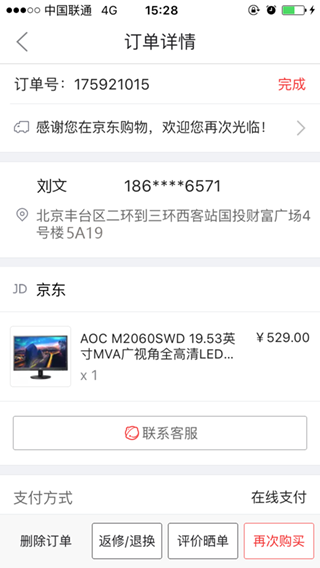 中国联通 4G 15:28
订单详情
订单号：175921015 完成
感谢您在京东购物，欢迎您再次光临！
刘文 186****6571
北京丰台区二环到三环西客站国投财富广场4
号楼5A19
JD 京东
AOC M2060SWD 19.53英 ￥529.00
寸MVA广视角全高清LED...
x 1
联系客服
支付方式 在线支付
删除订单 返修/退换 评价晒单 再次购买